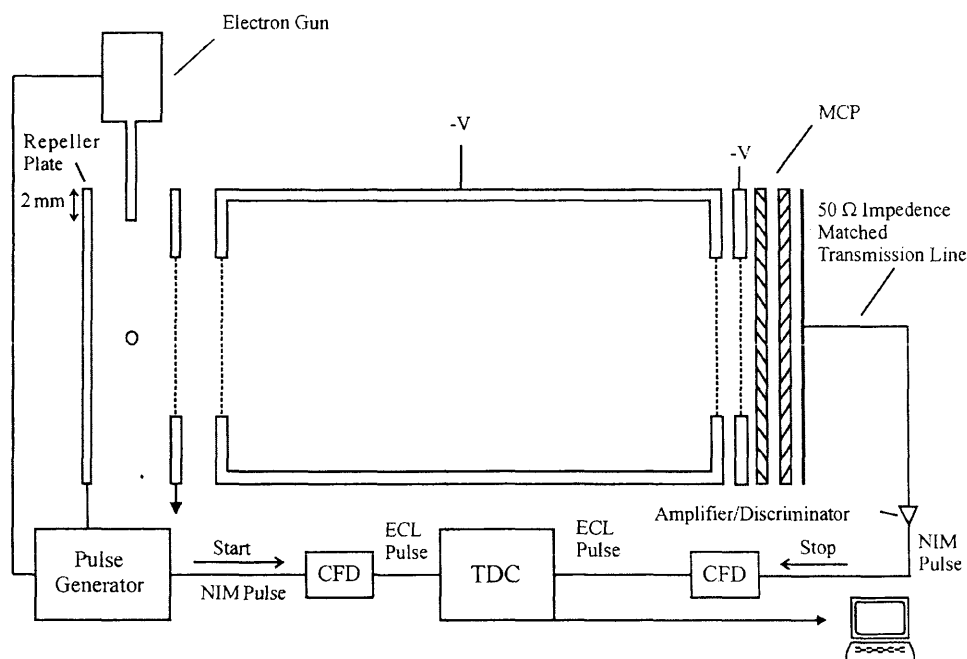 Electron Gun
-V
MCP
Repeller
Plate
-V
2 mm
50 Ω Impedence
Matched
Transmission Line
Amplifier/Discriminator
ECL
Pulse
ECL
Pulse
Start
Stop
NIM
Pulse
Pulse
Generator
CFD
TDC
CFD
NIM Pulse